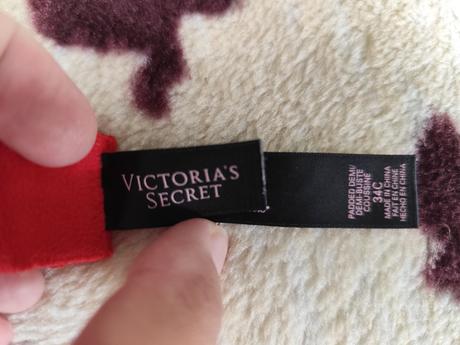 VICTORIA'S
SECRET
PADDED DEMI/
DEMI-BUSTE
COUSSINÉ
34C
MADE IN CHINA
FAIT EN CHINE
HECHO EN CHINA